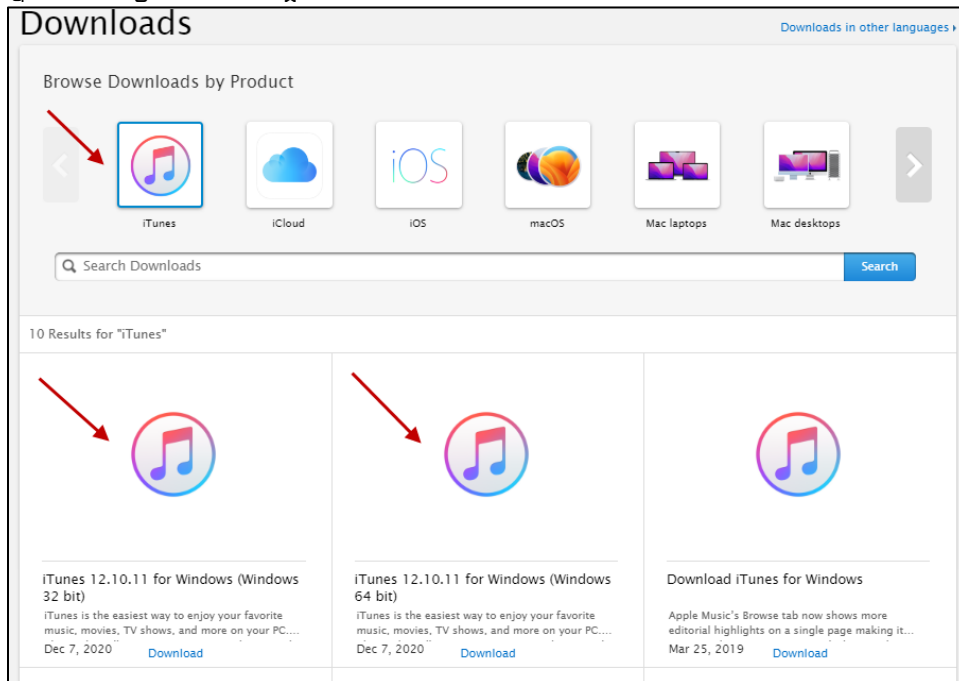 Downloads
Downloads in other languages
Browse Downloads by Product
iOS
iTunes
iCloud
iOS
macOS
Mac laptops
Mac desktops
Search Downloads
Search
10 Results for "iTunes"
iTunes 12.10.11 for Windows (Windows
32 bit)
iTunes is the easiest way to enjoy your favorite
music, movies, TV shows, and more on your PC....
Dec 7, 2020
Download
iTunes 12.10.11 for Windows (Windows
64 bit)
iTunes is the easiest way to enjoy your favorite
music, movies, TV shows, and more on your PC....
Dec 7, 2020
Download
Download iTunes for Windows
Apple Music's Browse tab now shows more
editorial highlights on a single page making it...
Mar 25, 2019
Download